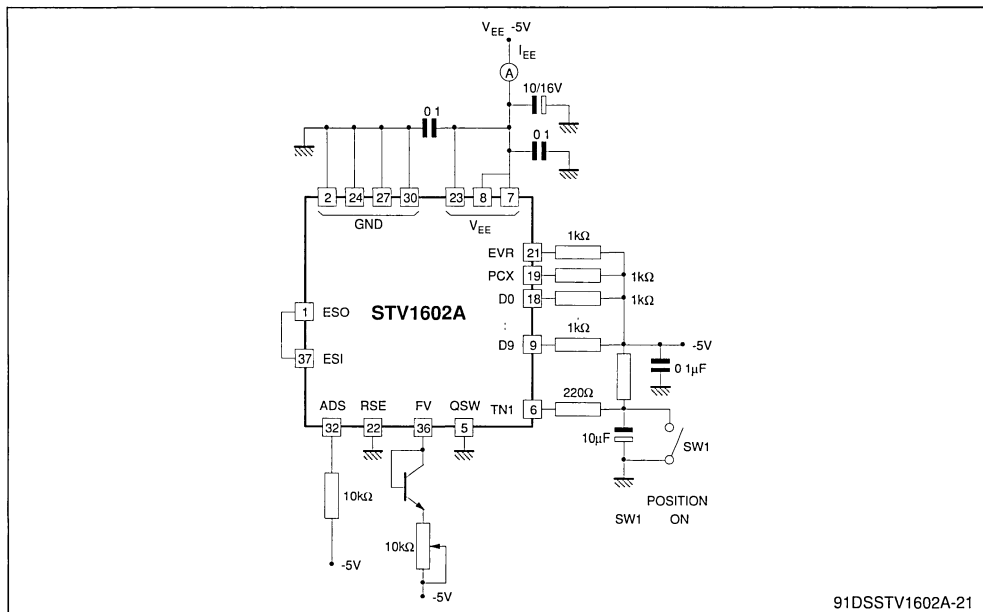 VEE -5V
IEE
A
10/16V
0 1
0 1
2 24 27 30 23 8 7
GND VEE
EVR 21 1kΩ
PCX 19 1kΩ
D0 18 1kΩ
1 ESO
STV1602A
:
D9 9 1kΩ
-5V
37 ESI
0 1µF
ADS RSE FV QSW
TN1 6 220Ω
32 22 36 5
10µF
SW1
10kΩ
POSITION
SW1 ON
10kΩ
-5V
-5V
91DSSTV1602A-21